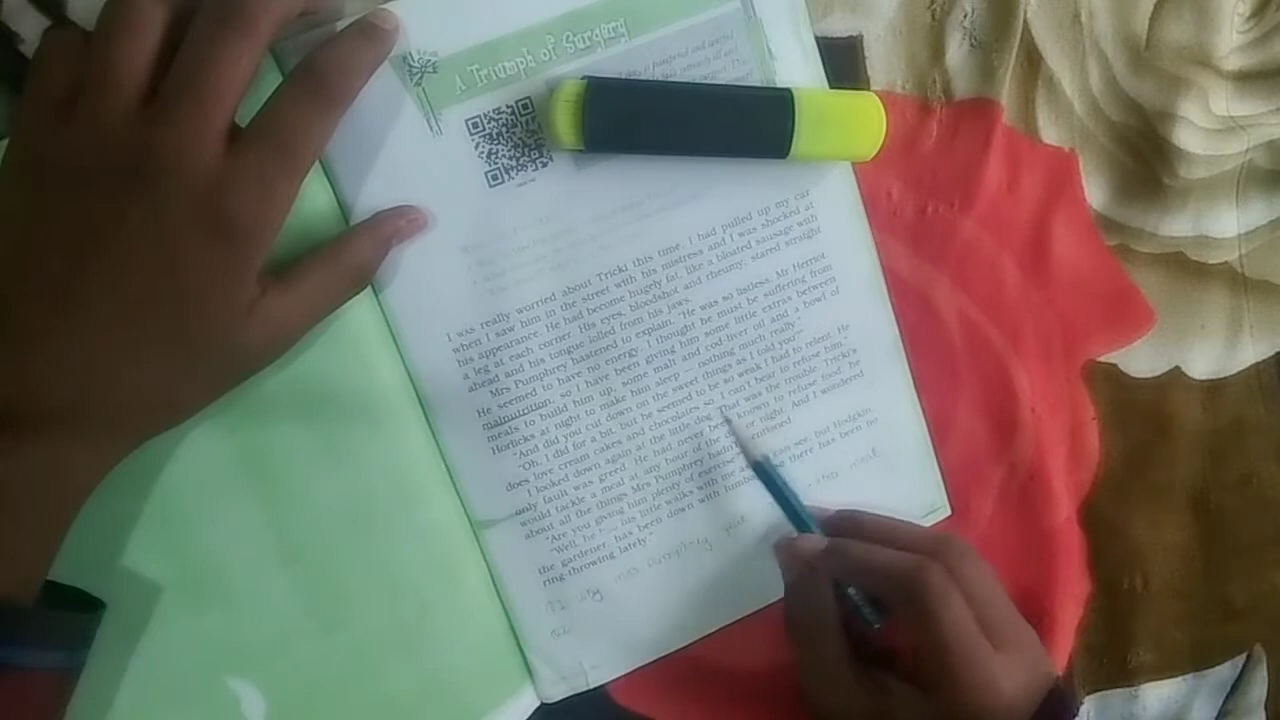 A Triumph of Surgery
is pampered and
I was really worried about Tricki this time. I had pulled up my car
when I saw him in the street with his mistress and I was shocked at
his appearance. He had become hugely fat, like a bloated sausage with
a leg at each corner. His eyes, bloodshot and rheumy, stared straight
ahead and his tongue lolled from his jaws.
Mrs Pumphrey hastened to explain, "He was so listless, Mr Herriot.
He seemed to have no energy. I thought he must be suffering from
malnutrition, so I have been giving him some little extras between
meals to build him up, some malt and cod-liver oil and a bowl of
Horlicks at night to make him sleep — nothing much really."
"And did you cut down on the sweet things as I told you?"
"Oh, I did for a bit, but he seemed to be so weak I had to relent. He
does love cream cakes and chocolates so. I can't bear to refuse him."
I looked down again at the little dog. That was the trouble. Tricki's
only fault was greed. He had never been known to refuse food; he
would tackle a meal at any hour of the day or night. And I wondered
about all the things Mrs Pumphrey hadn't mentioned.
"Are you giving him plenty of exercise?"
"Well, he his little walks with me as can see, but Hodgkin,
the gardener, has been down with lumbago so there has been no
ring-throwing lately."
Q1 why Mrs Pumphrey
Q2